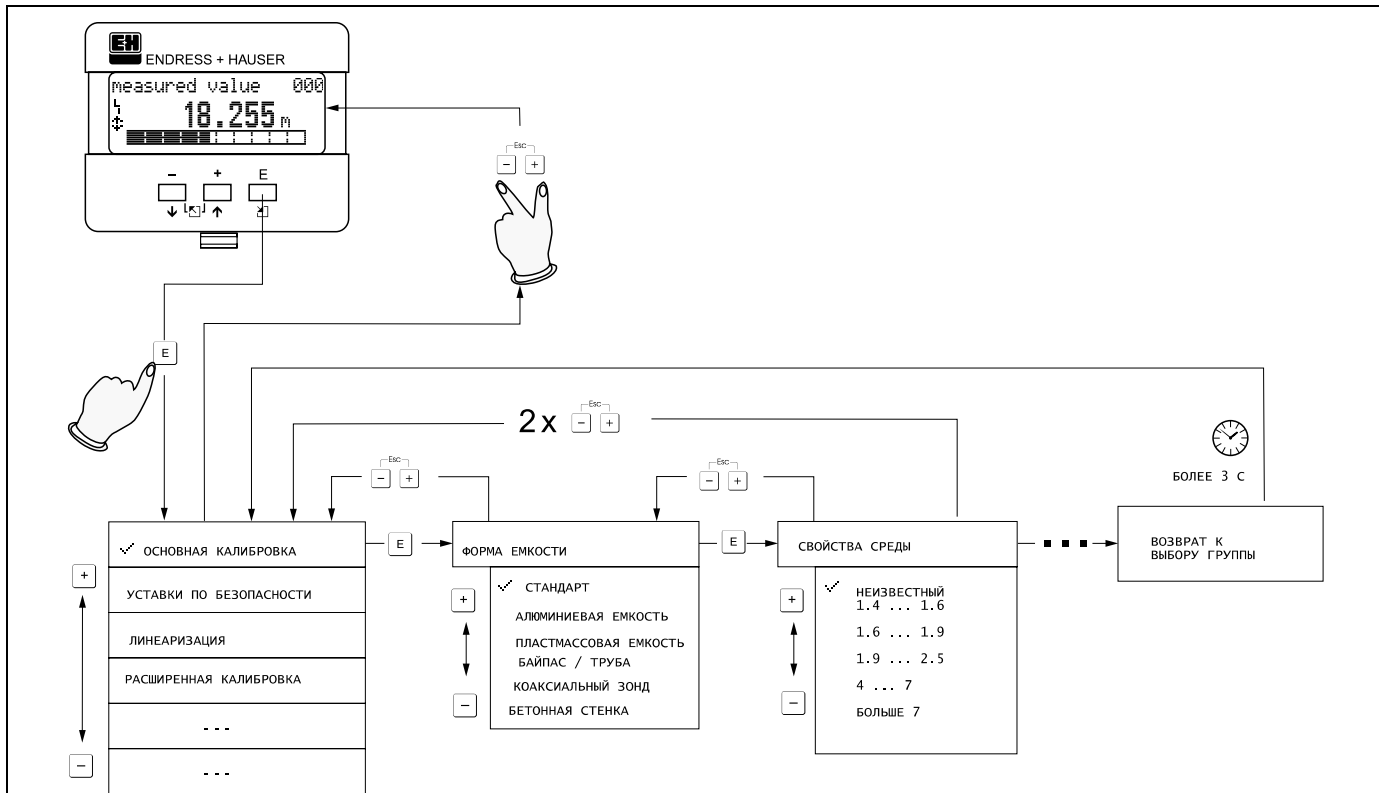 EH
ENDRESS + HAUSER
measured value 000
18.255 m
- + E
Esc
- +
E
2x
Esc
- +
Esc
- +
Esc
- +
БОЛЕЕ 3 С
ОСНОВНАЯ КАЛИБРОВКА
E
ФОРМА ЕМКОСТИ
E
СВОЙСТВА СРЕДЫ
ВОЗВРАТ К
ВЫБОРУ ГРУППЫ
+
УСТАВКИ ПО БЕЗОПАСНОСТИ
ЛИНЕАРИЗАЦИЯ
РАСШИРЕННАЯ КАЛИБРОВКА
---
---
-
+
СТАНДАРТ
АЛЮМИНИЕВАЯ ЕМКОСТЬ
ПЛАСТМАССОВАЯ ЕМКОСТЬ
БАЙПАС / ТРУБА
КОАКСИАЛЬНЫЙ ЗОНД
БЕТОННАЯ СТЕНКА
-
+
НЕИЗВЕСТНЫЙ
1.4 ... 1.6
1.6 ... 1.9
1.9 ... 2.5
4 ... 7
БОЛЬШЕ 7
-